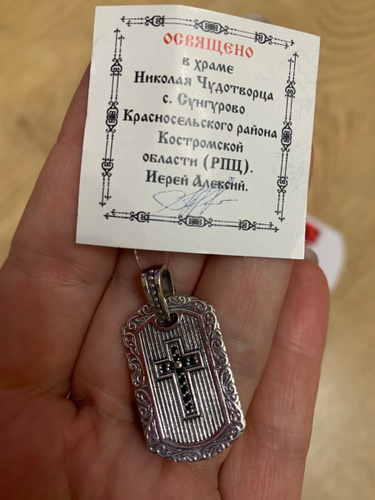 ОСВЯЩЕНО
в храме
Николая Чудотворца
с. Сунгурово
Красносельского района
Костромской
области (РПЦ).
Иерей Алексий.